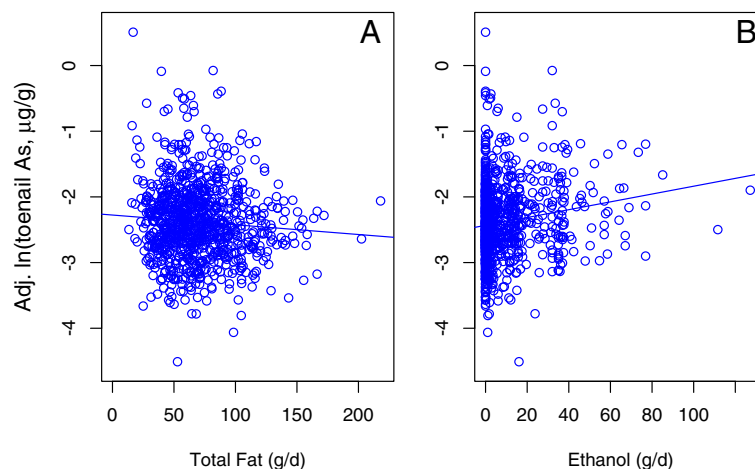 A
B
Adj. ln(toenail As, μg/g)
0
-1
-2
-3
-4
0
-1
-2
-3
-4
0 50 100 150 200
0 20 40 60 80 100
Total Fat (g/d)
Ethanol (g/d)